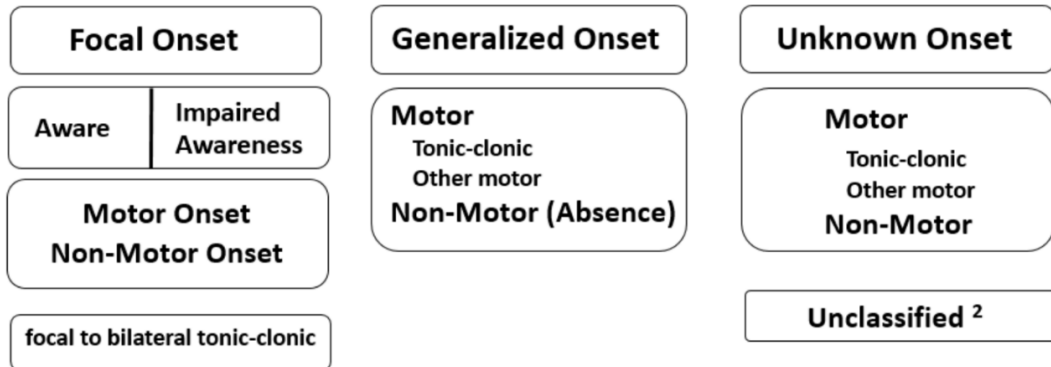 Focal Onset
Aware
Impaired
Awareness
Motor Onset
Non-Motor Onset
focal to bilateral tonic-clonic
Generalized Onset
Motor
Tonic-clonic
Other motor
Non-Motor (Absence)
Unknown Onset
Motor
Tonic-clonic
Other motor
Non-Motor
Unclassified ²